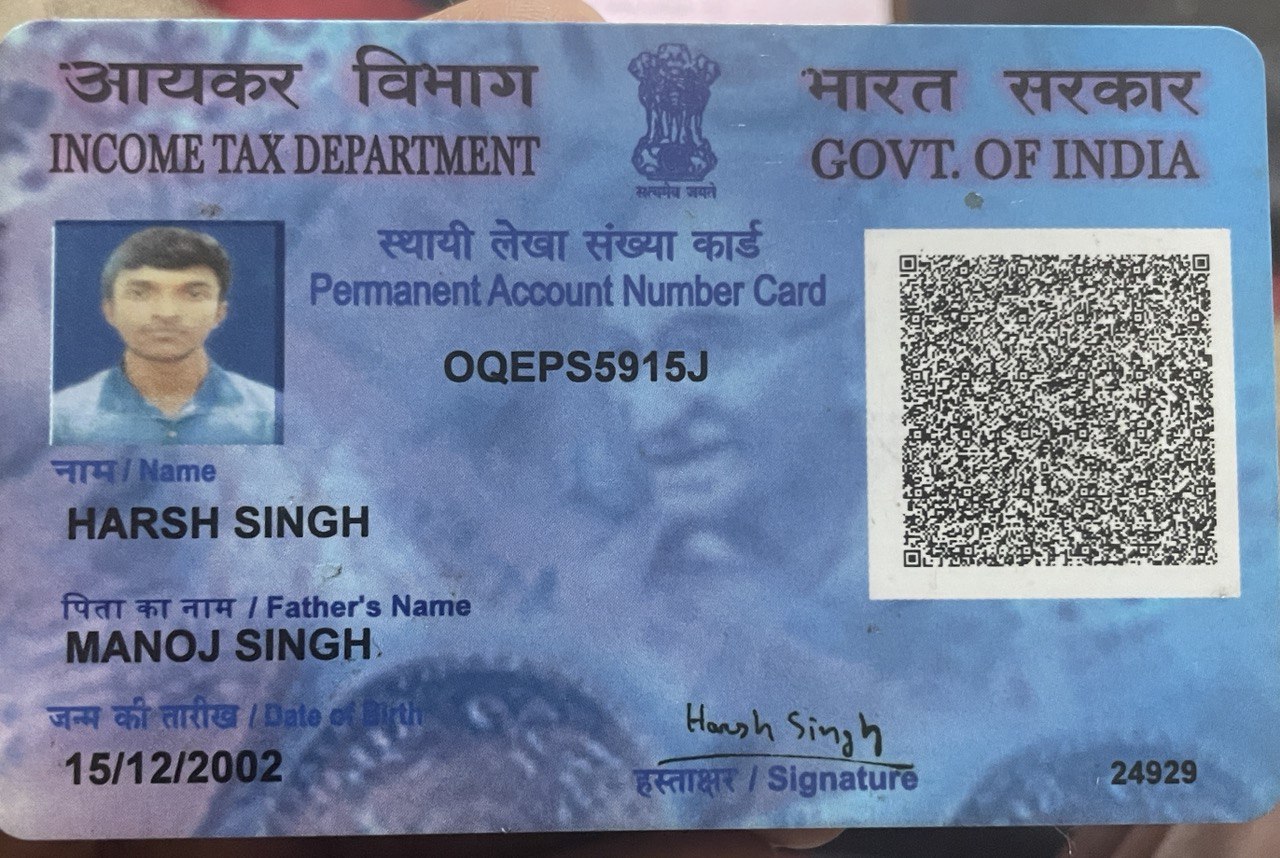 आयकर विभाग
INCOME TAX DEPARTMENT
सत्यमेव जयते
भारत सरकार
GOVT. OF INDIA
स्थायी लेखा संख्या कार्ड
Permanent Account Number Card
OQEPS5915J
नाम / Name
HARSH SINGH
पिता का नाम / Father's Name
MANOJ SINGH
जन्म की तारीख / Date of Birth
15/12/2002
Harsh Singh
हस्ताक्षर / Signature
24929